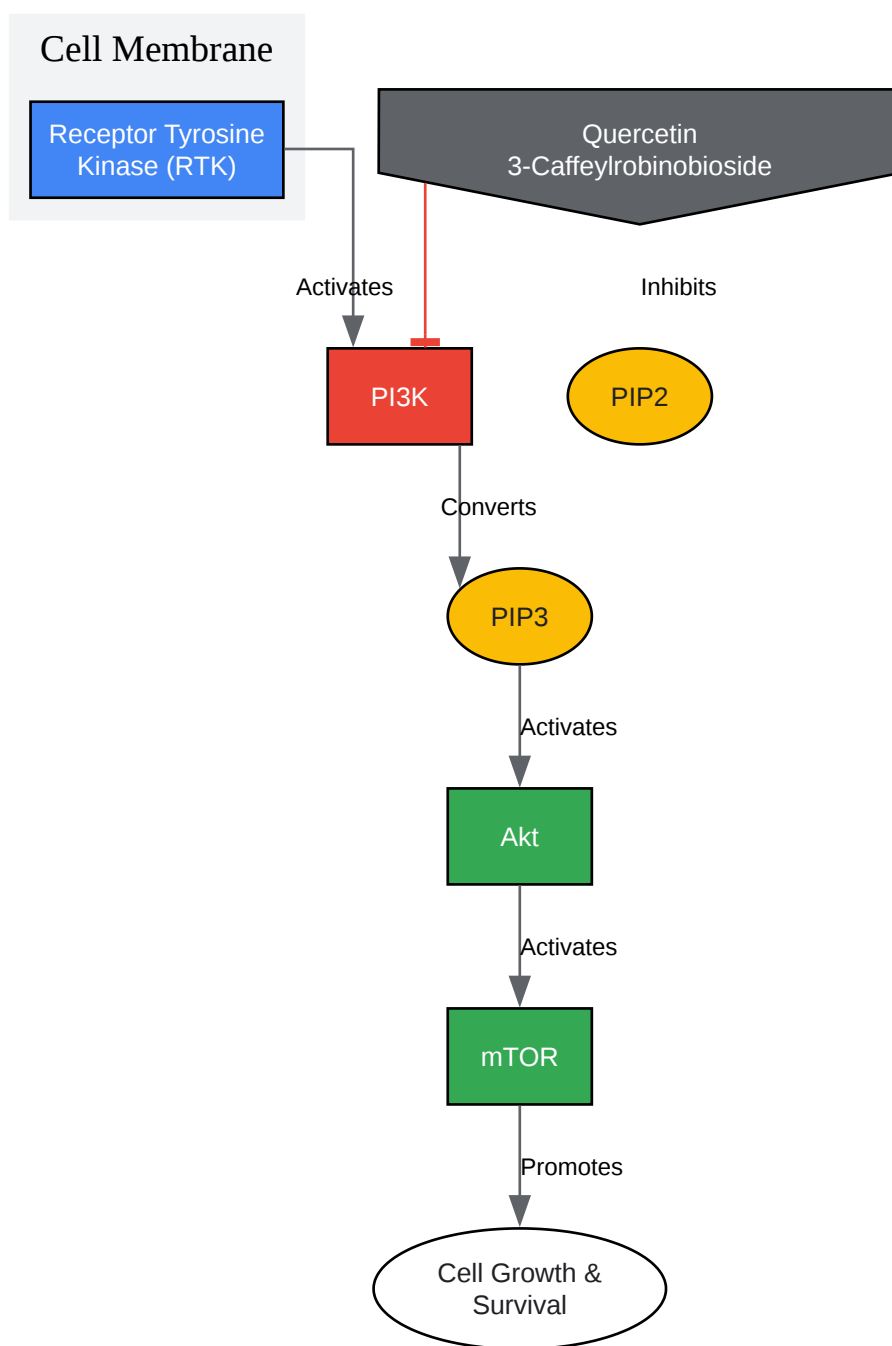 Cell Membrane
Receptor Tyrosine
Kinase (RTK)
Quercetin
3-Caffeylrobinobioside
Activates
Inhibits
PI3K
PIP2
Converts
PIP3
Activates
Akt
Activates
mTOR
Promotes
Cell Growth &
Survival